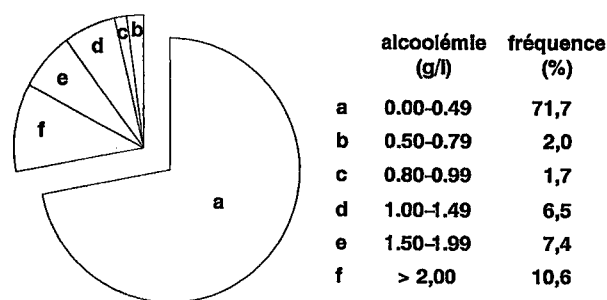 alcoolémie fréquence
(g/l) (%)
a 0.00-0.49 71,7
b 0.50-0.79 2,0
c 0.80-0.99 1,7
d 1.00-1.49 6,5
e 1.50-1.99 7,4
f > 2,00 10,6
c b
d
e
f
a